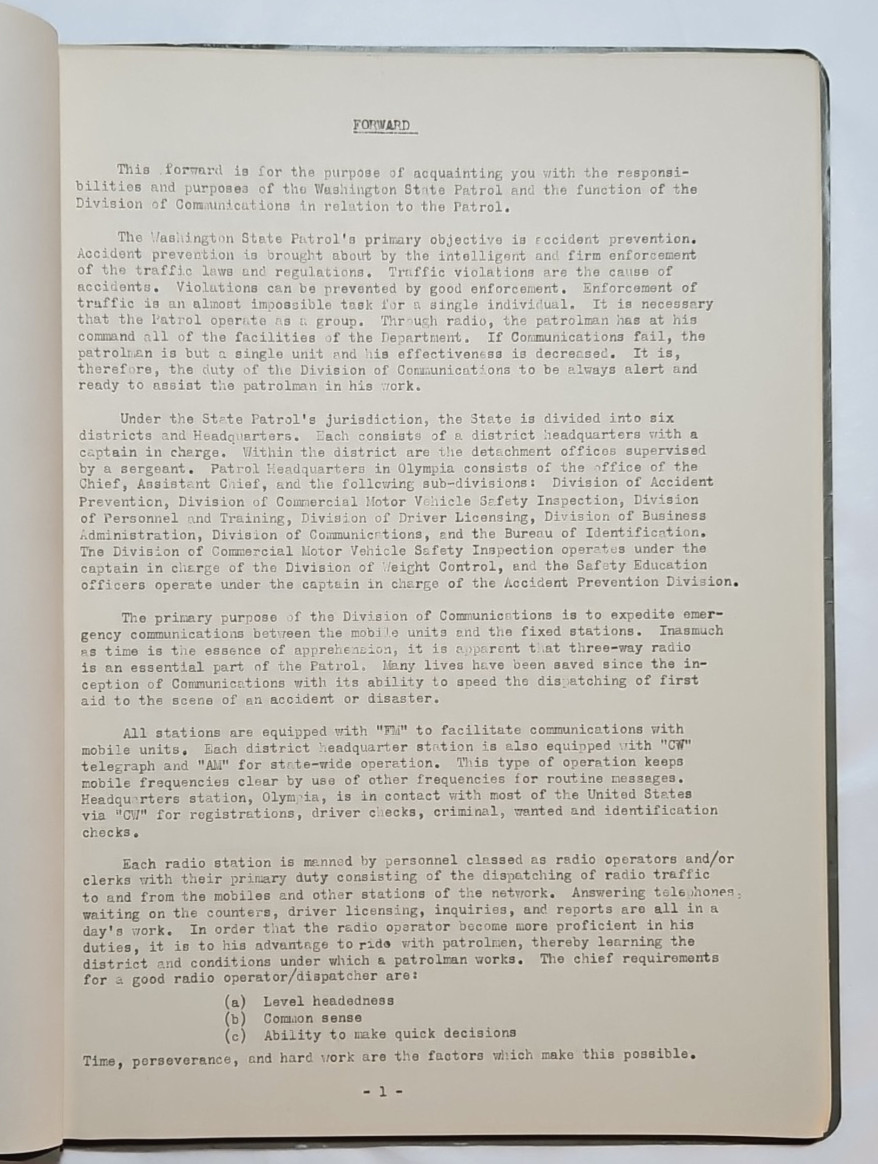 FORWARD
This forward is for the purpose of acquainting you with the responsi-
bilities and purposes of the Washington State Patrol and the function of the
Division of Communications in relation to the Patrol.
The Washington State Patrol's primary objective is accident prevention.
Accident prevention is brought about by the intelligent and firm enforcement
of the traffic laws and regulations. Traffic violations are the cause of
accidents. Violations can be prevented by good enforcement. Enforcement of
traffic is an almost impossible task for a single individual. It is necessary
that the Patrol operate as a group. Through radio, the patrolman has at his
command all of the facilities of the Department. If Communications fail, the
patrolman is but a single unit and his effectiveness is decreased. It is,
therefore, the duty of the Division of Communications to be always alert and
ready to assist the patrolman in his work.
Under the State Patrol's jurisdiction, the State is divided into six
districts and Headquarters. Each consists of a district headquarters with a
captain in charge. Within the district are the detachment offices supervised
by a sergeant. Patrol Headquarters in Olympia consists of the office of the
Chief, Assistant Chief, and the following sub-divisions: Division of Accident
Prevention, Division of Commercial Motor Vehicle Safety Inspection, Division
of Personnel and Training, Division of Driver Licensing, Division of Business
Administration, Division of Communications, and the Bureau of Identification.
The Division of Commercial Motor Vehicle Safety Inspection operates under the
captain in charge of the Division of Weight Control, and the Safety Education
officers operate under the captain in charge of the Accident Prevention Division.
The primary purpose of the Division of Communications is to expedite emer-
gency communications between the mobile units and the fixed stations. Inasmuch
as time is the essence of apprehension, it is apparent that three-way radio
is an essential part of the Patrol. Many lives have been saved since the in-
ception of Communications with its ability to speed the dispatching of first
aid to the scene of an accident or disaster.
All stations are equipped with "FM" to facilitate communications with
mobile units. Each district headquarter station is also equipped with "CW"
telegraph and "AM" for state-wide operation. This type of operation keeps
mobile frequencies clear by use of other frequencies for routine messages.
Headquarters station, Olympia, is in contact with most of the United States
via "CW" for registrations, driver checks, criminal, wanted and identification
checks.
Each radio station is manned by personnel classed as radio operators and/or
clerks with their primary duty consisting of the dispatching of radio traffic
to and from the mobiles and other stations of the network. Answering telephones,
waiting on the counters, driver licensing, inquiries, and reports are all in a
day's work. In order that the radio operator become more proficient in his
duties, it is to his advantage to ride with patrolmen, thereby learning the
district and conditions under which a patrolman works. The chief requirements
for a good radio operator/dispatcher are:
(a) Level headedness
(b) Common sense
(c) Ability to make quick decisions
Time, perseverance, and hard work are the factors which make this possible.
- 1 -